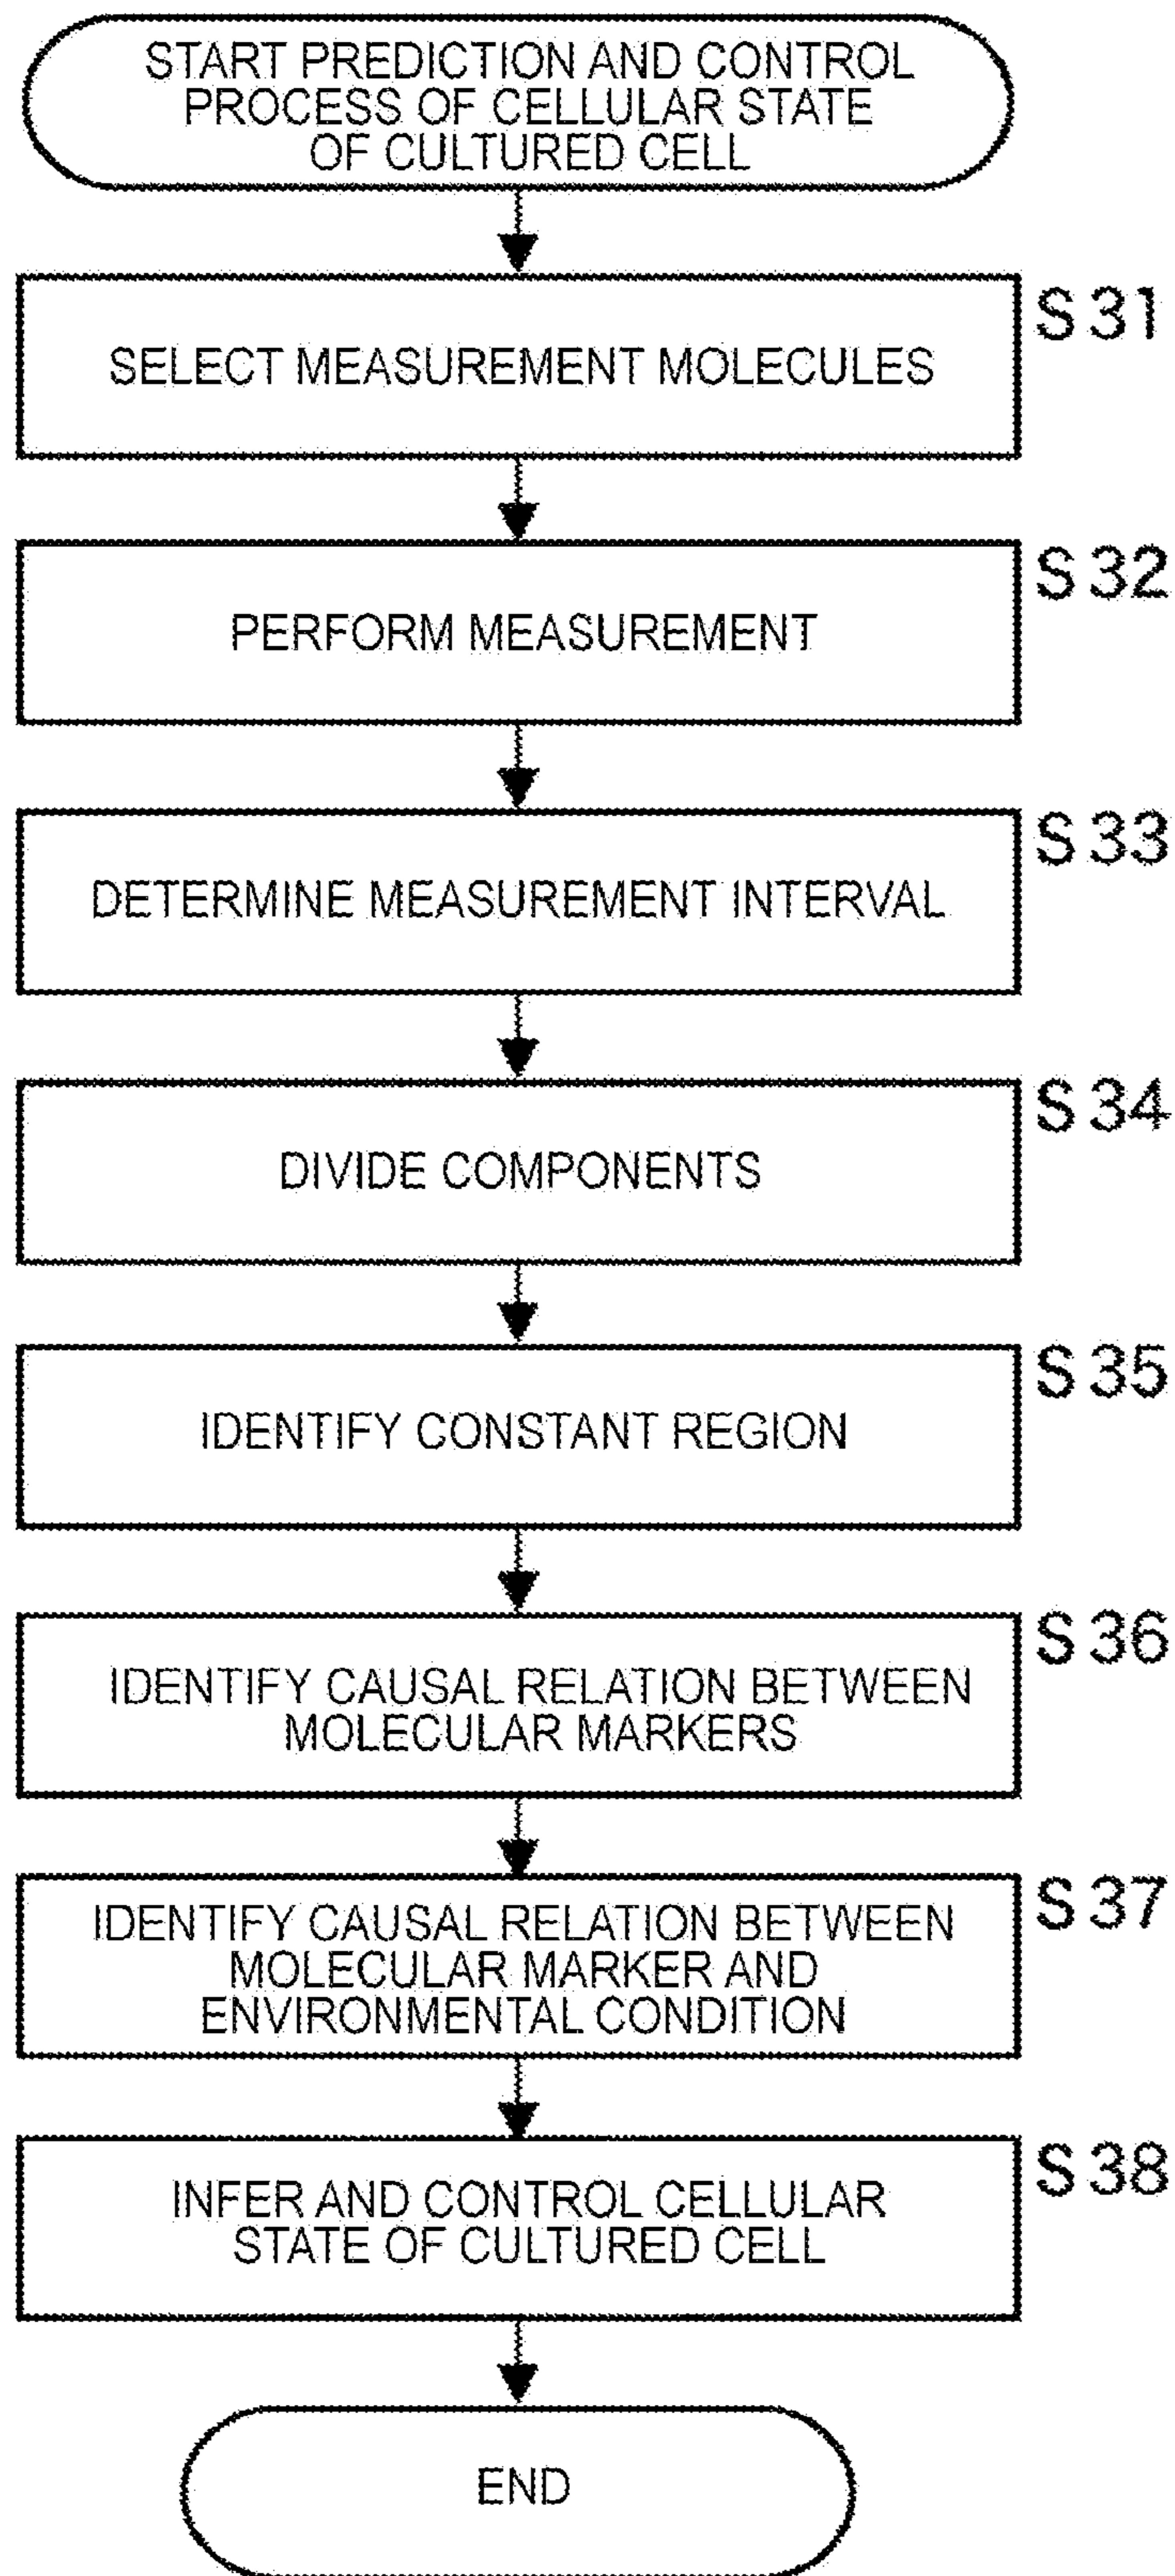 START PREDICTION AND CONTROL
PROCESS OF CELLULAR STATE
OF CULTURED CELL
S31
SELECT MEASUREMENT MOLECULES
S32
PERFORM MEASUREMENT
S33
DETERMINE MEASUREMENT INTERVAL
S34
DIVIDE COMPONENTS
S35
IDENTIFY CONSTANT REGION
S36
IDENTIFY CAUSAL RELATION BETWEEN
MOLECULAR MARKERS
S37
IDENTIFY CAUSAL RELATION BETWEEN
MOLECULAR MARKER AND
ENVIRONMENTAL CONDITION
S38
INFER AND CONTROL CELLULAR
STATE OF CULTURED CELL
END